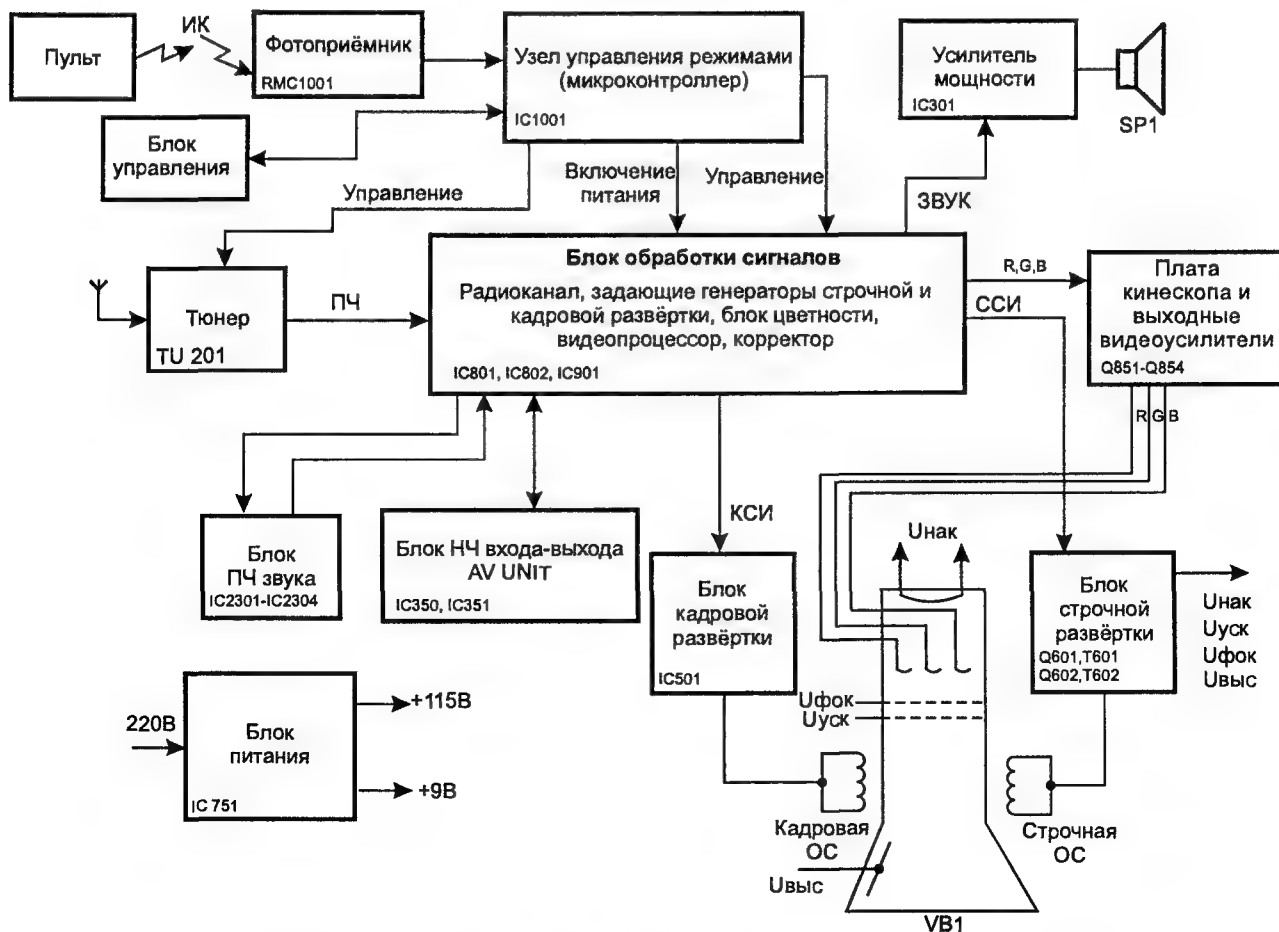 Пульт
ИК
Фотоприёмник
RMC1001
Узел управления режимами
(микроконтроллер)
IC1001
Усилитель
мощности
IC301
SP1
Блок
управления
Управление
Включение
питания
Управление
ЗВУК
Тюнер
TU 201
ПЧ
Блок обработки сигналов
Радиоканал, задающие генераторы строчной и
кадровой развёртки, блок цветности,
видеопроцессор, корректор
IC801, IC802, IC901
R,G,B
ССИ
Плата
кинескопа и
выходные
видеоусилители
Q851-Q854
R G B
Блок
ПЧ звука
IC2301-IC2304
Блок НЧ входа-выхода
AV UNIT
IC350, IC351
КСИ
Блок
кадровой
развёртки
IC501
Uнак
Блок
строчной
развёртки
Q601,T601
Q602,T602
Uнак
Uуск
Uфок
Uвыс
220В
Блок
питания
IC 751
+115В
+9В
Uфок
Uуск
Кадровая
ОС
Строчная
ОС
Uвыс
VB1